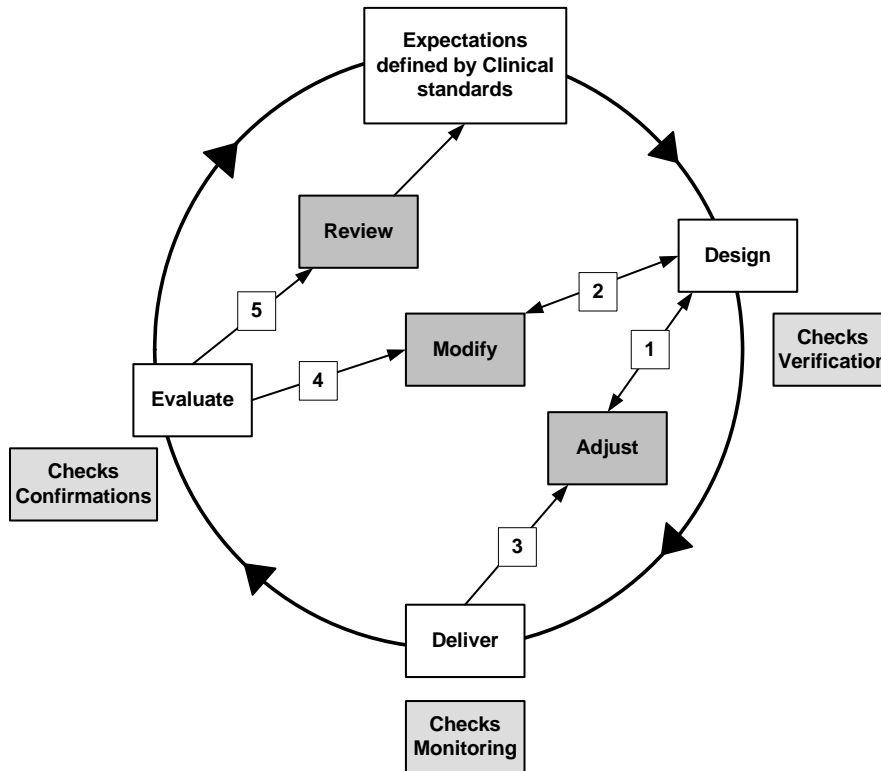 Expectations
defined by Clinical
standards
Review
Design
2
5
Checks
Verification
Modify
1
4
Evaluate
Adjust
Checks
Confirmations
3
Deliver
Checks
Monitoring